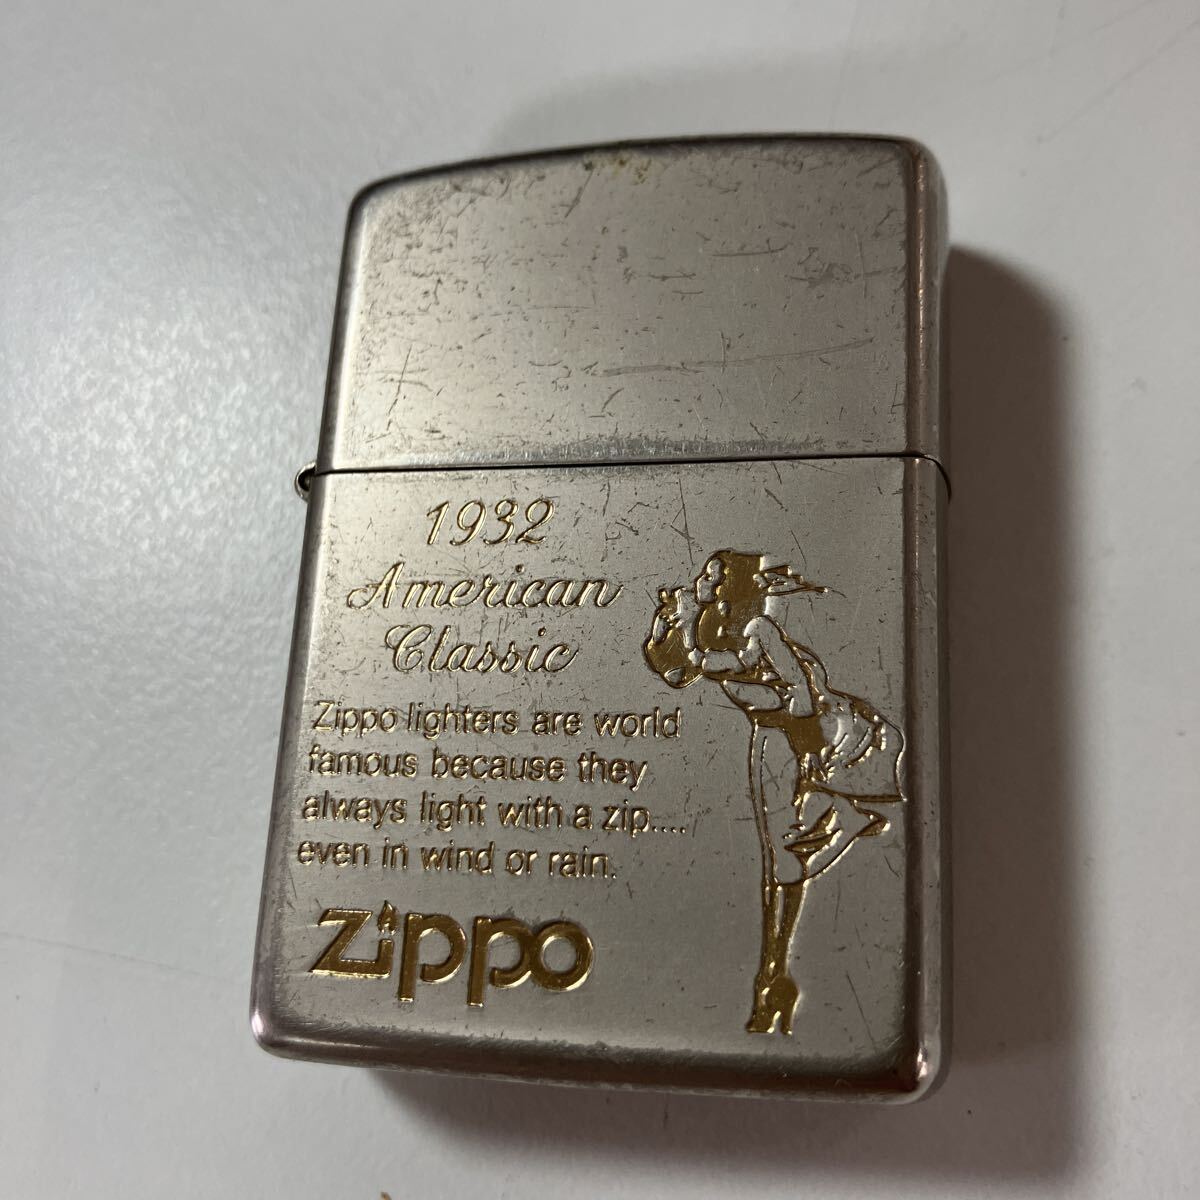 1932
American
Classic
Zippo lighters are world
famous because they
always light with a zip....
even in wind or rain.
Zippo